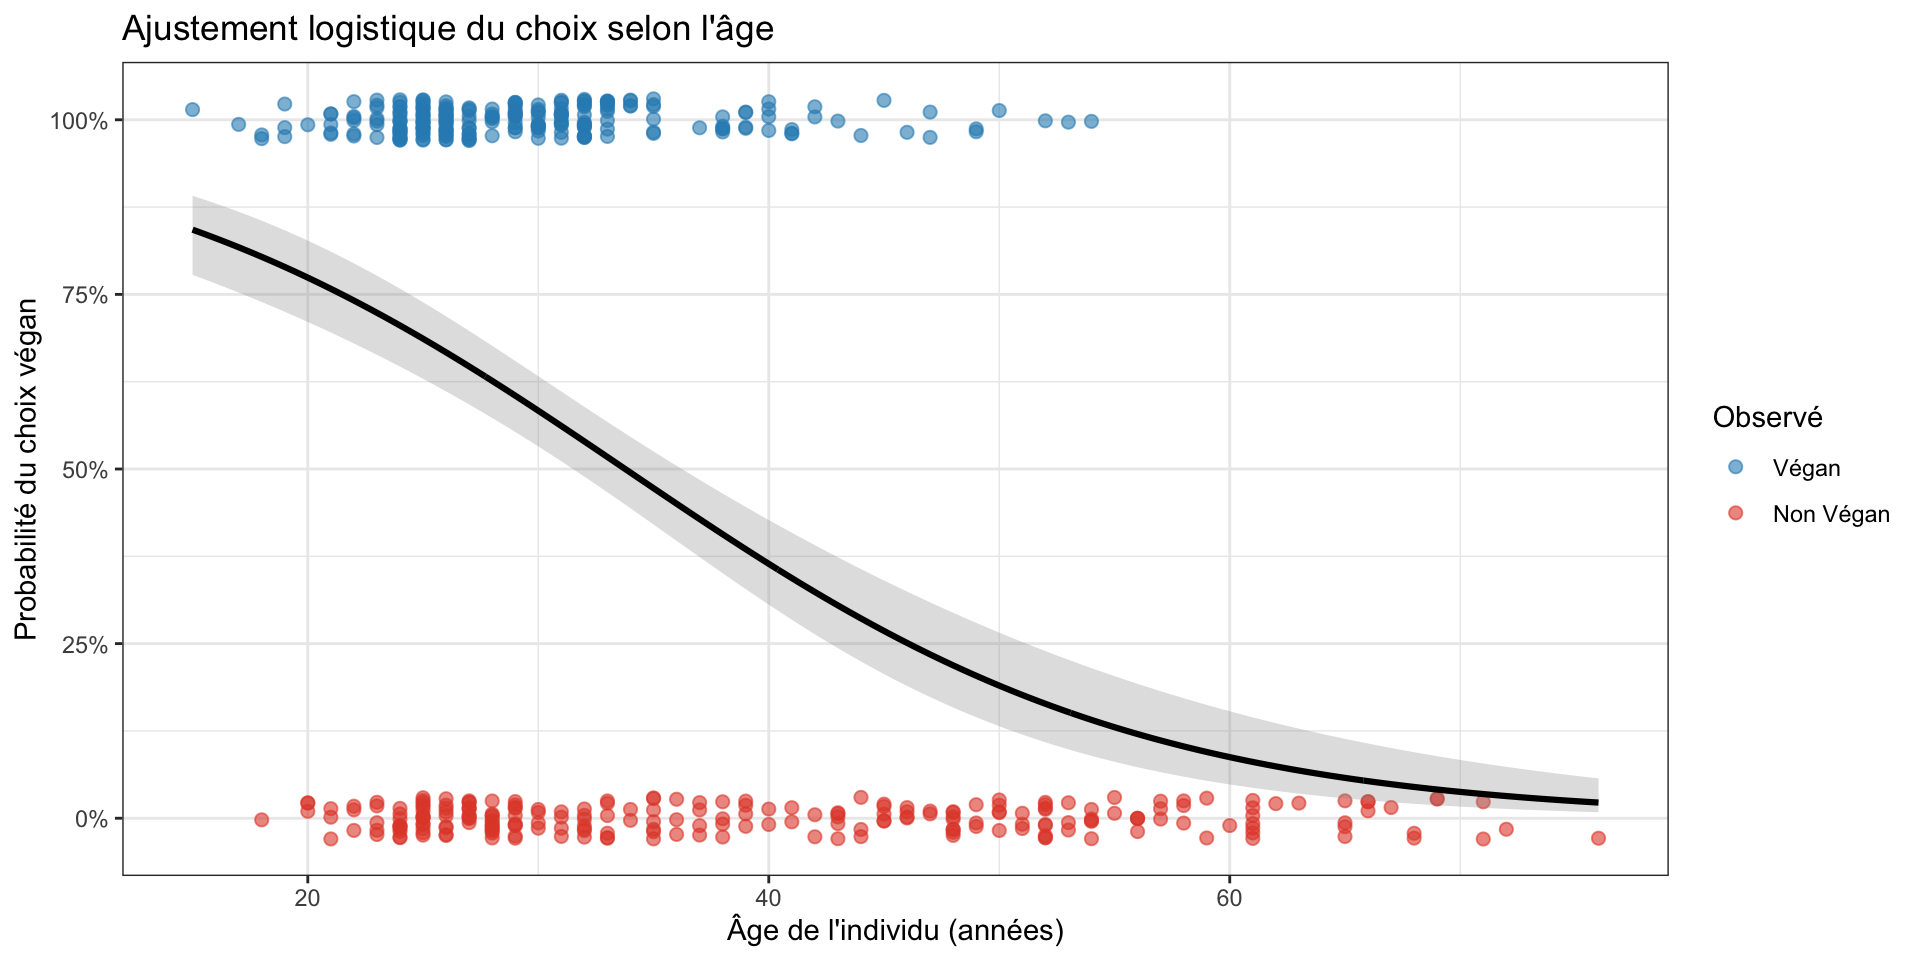 Ajustement logistique du choix selon l'âge
Probabilité du choix végan
100%
75%
50%
25%
0%
20
40
60
Âge de l'individu (années)
Observé
Végan
Non Végan